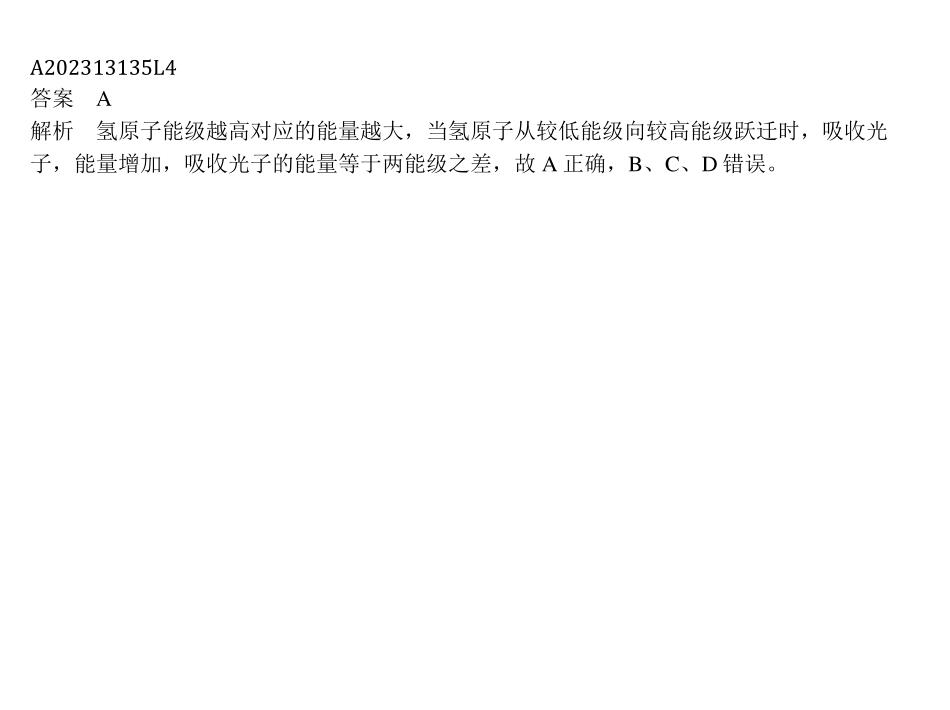 A202313135L4
答案 A
解析 氢原子能级越高对应的能量越大，当氢原子从较低能级向较高能级跃迁时，吸收光
子，能量增加，吸收光子的能量等于两能级之差，故 A 正确，B、C、D 错误。